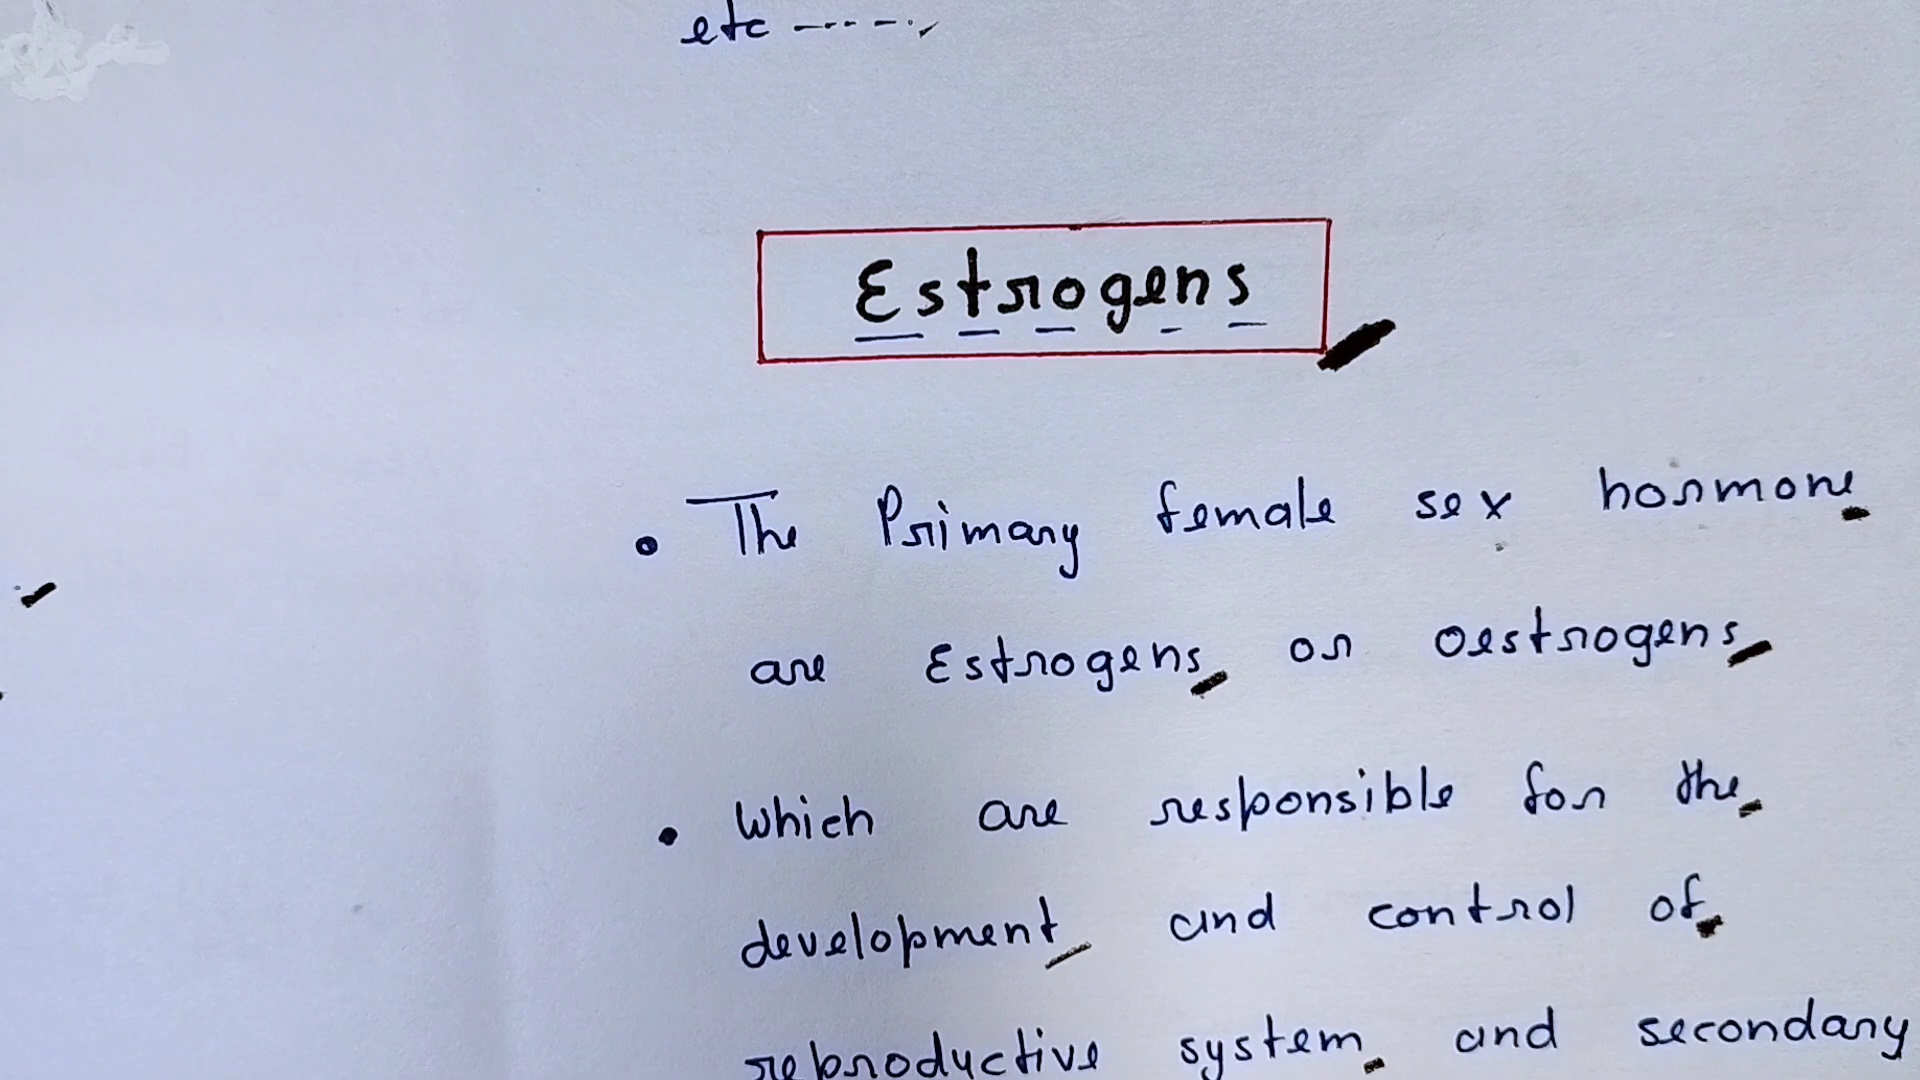 etc -----
Estrogens
• The Primary female sex hormone
are Estrogens or oestrogens
• Which are responsible for the
development and control of
reproductive system and secondary